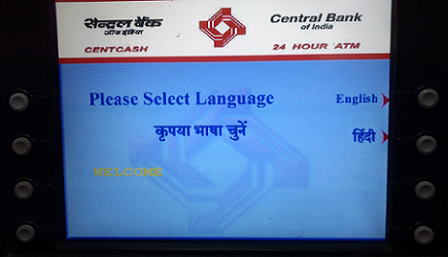 सेन्ट्रल बैंक
ऑफ इंडिया
CENTCASH
Central Bank
of India
24 HOUR ATM
Please Select Language
English
कृपया भाषा चुनें
हिंदी
WELCOME